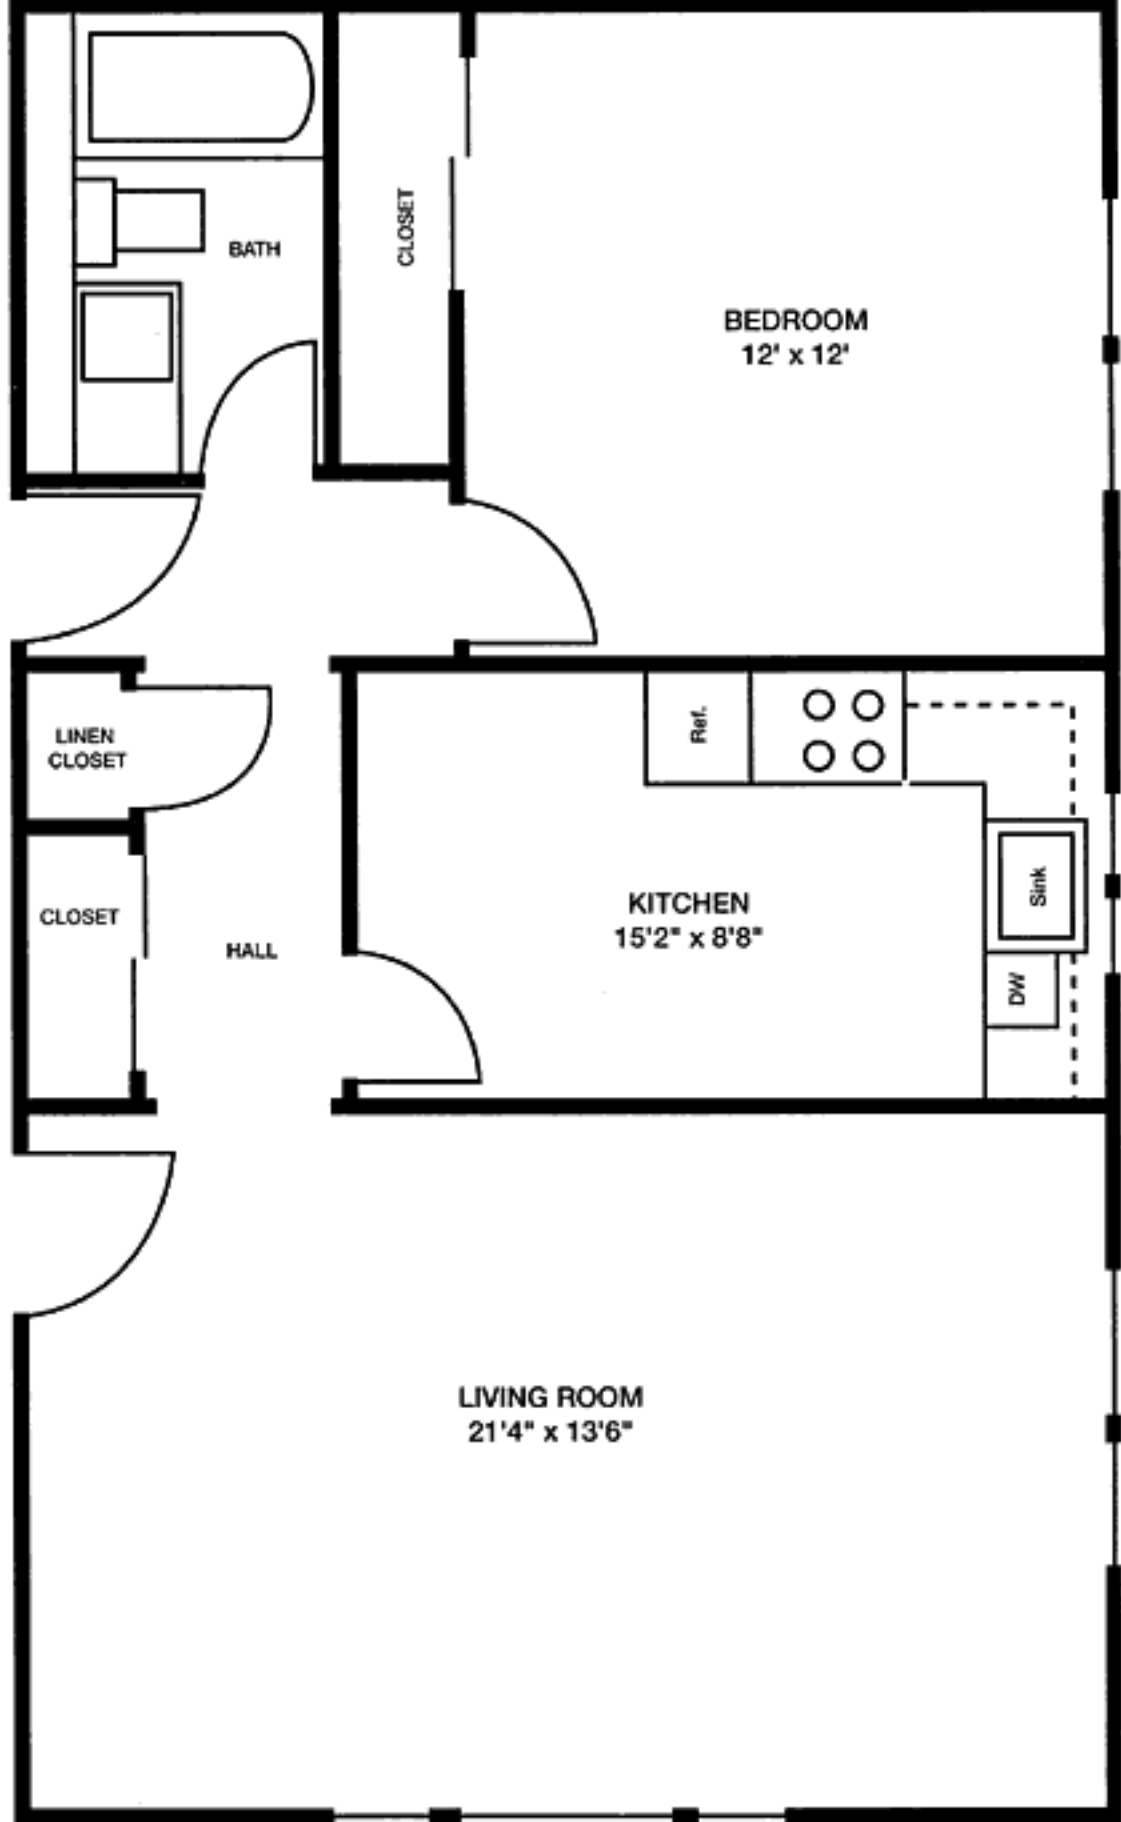 BATH
CLOSET
BEDROOM
12' x 12'
LINEN
CLOSET
Ref.
CLOSET
HALL
KITCHEN
15'2" x 8'8"
Sink
DW
LIVING ROOM
21'4" x 13'6"